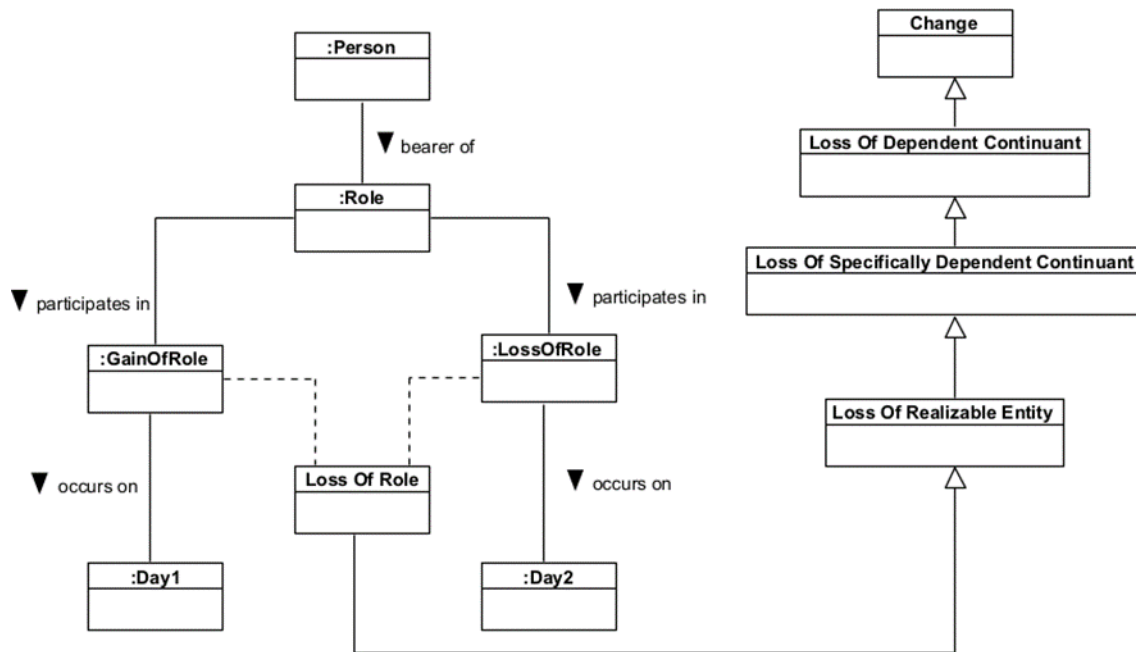 :Person
Change
bearer of
Loss Of Dependent Continuant
:Role
Loss Of Specifically Dependent Continuant
participates in
participates in
:GainOfRole
:LossOfRole
Loss Of Realizable Entity
occurs on
Loss Of Role
occurs on
:Day1
:Day2